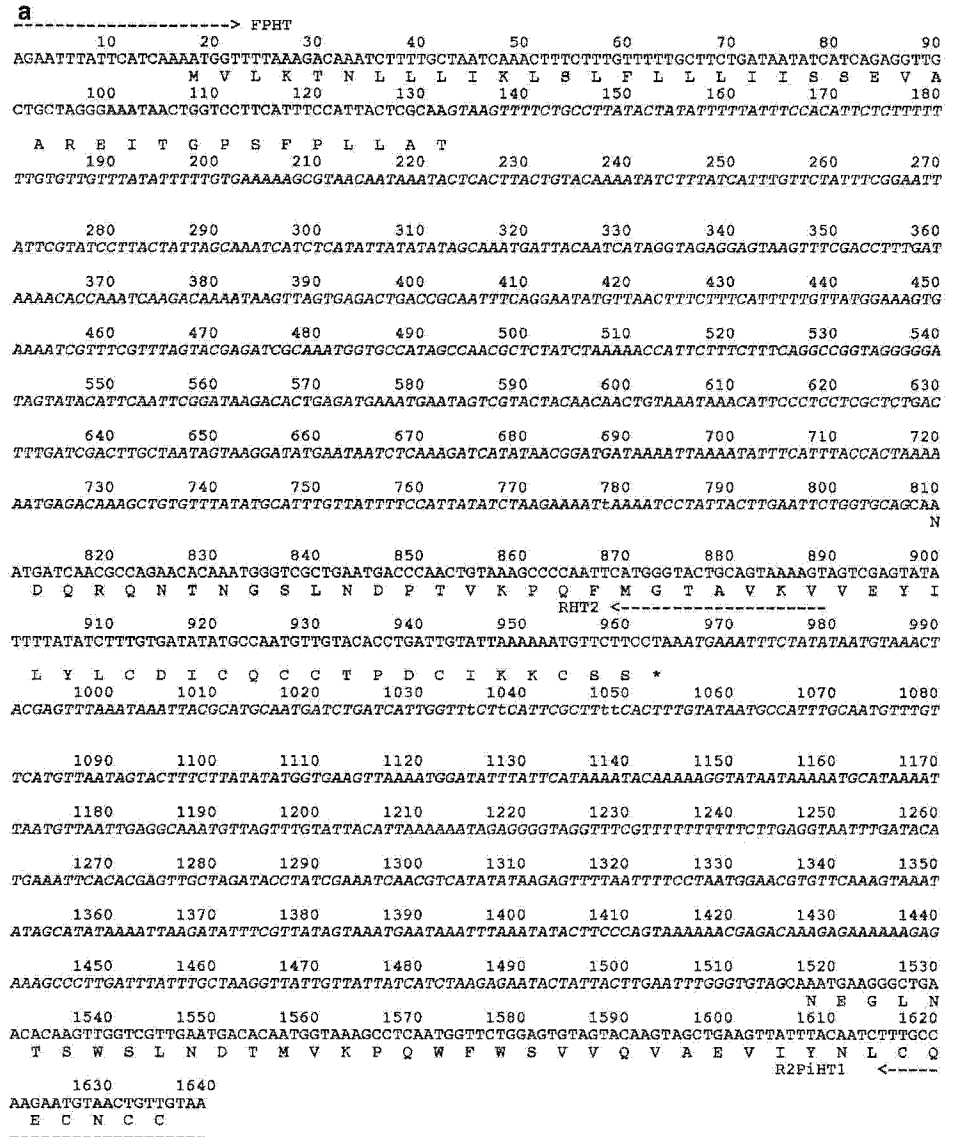 a
--------------------> FPHT
10 20 30 40 50 60 70 80 90
AGAATTTATTCATCAAAATGGTTTTAAAGACAAATCTTTTGCTAATCAAACTTTCTTTGTTTTTGCTTCTGATAATATCATCAGAGGTTG
M V L K T N L L L I K L S L F L L L I I S S E V A
100 110 120 130 140 150 160 170 180
CTGCTAGGGAAATAACTGGTCCTTCATTTCCATTACTCGCAAGTAAGTTTTCTGCCTTATACTATATTTTTATTTCCACATTCTCTTTTT
A R E I T G P S F P L L A T
190 200 210 220 230 240 250 260 270
TTGTGTTGTTTATATTTTTGTGAAAAAGCGTAACAATAAATACTCACTTACTGTACAAAATATCTTTATCATTTGTTCTATTTCGGAATT
280 290 300 310 320 330 340 350 360
ATTCGTATCCTTACTATTAGCAAATCATCTCATATTATATATAGCAAATGATTACAATCATAGGTAGAGGAGTAAGTTTCGACCTTTGAT
370 380 390 400 410 420 430 440 450
AAAACACCAAATCAAGACAAAATAAGTTAGTGAGACTGACCGCAATTTCAGGAATATGTTAACTTTCTTTCATTTTTGTTATGGAAAGTG
460 470 480 490 500 510 520 530 540
AAAATCGTTTCGTTTAGTACGAGATCGCAAATGGTGCCATAGCCAACGCTCTATCTAAAAACCATTCTTTCTTTCAGGCCGGTAGGGGGA
550 560 570 580 590 600 610 620 630
TAGTATACATTCAATTCGGATAAGACACTGAGATGAAATGAATAGTCGTACTACAACAACTGTAAATAAACATTCCCTCCTCGCTCTGAC
640 650 660 670 680 690 700 710 720
TTTGATCGACTTGCTAATAGTAAGGATATGAATAATCTCAAAGATCATATAACGGATGATAAAATTAAAATATTTCATTTACCACTAAAA
730 740 750 760 770 780 790 800 810
AATGAGACAAAGCTGTGTTTATATGCATTTGTTATTTTCCATTATATCTAAGAAAATtAAAATCCTATTACTTGAATTCTGGTGCAGCAA
N
820 830 840 850 860 870 880 890 900
ATGATCAACGCCAGAACACAAATGGGTCGCTGAATGACCCAACTGTAAAGCCCCAATTCATGGGTACTGCAGTAAAAGTAGTCGAGTATA
D Q R Q N T N G S L N D P T V K P Q F M G T A V K V V E Y I
RHT2 <------------------
910 920 930 940 950 960 970 980 990
TTTTATATCTTTGTGATATATGCCAATGTTGTACACCTGATTGTATTAAAAAATGTTCTTCCTAAATGAAATTTCTATATAATGTAAACT
L Y L C D I C Q C C T P D C I K K C S S *
1000 1010 1020 1030 1040 1050 1060 1070 1080
ACGAGTTTAAATAAATTACGCATGCAATGATCTGATCATTGGTTtCTtCATTCGCTTttCACTTTGTATAATGCCATTTGCAATGTTTGT
1090 1100 1110 1120 1130 1140 1150 1160 1170
TCATGTTAATAGTACTTTCTTATATATGGTGAAGTTAAAATGGATATTTATTCATAAAATACAAAAAGGTATAATAAAAATGCATAAAAT
1180 1190 1200 1210 1220 1230 1240 1250 1260
TAATGTTAATTGAGGCAAATGTTAGTTTGTATTACATTAAAAAATAGAGGGGTAGGTTTCGTTTTTTTTTTCTTGAGGTAATTTGATACA
1270 1280 1290 1300 1310 1320 1330 1340 1350
TGAAATTCACACGAGTTGCTAGATACCTATCGAAATCAACGTCATATATAAGAGTTTTAATTTTCCTAATGGAACGTGTTCAAAGTAAAT
1360 1370 1380 1390 1400 1410 1420 1430 1440
ATAGCATATAAAATTAAGATATTTCGTTATAGTAAATGAATAAATTTAAATATACTTCCCAGTAAAAAACGAGACAAAGAGAAAAAAGAG
1450 1460 1470 1480 1490 1500 1510 1520 1530
AAAGCCCTTGATTTATTTGCTAAGGTTATTGTTATTATCATCTAAGAGAATACTATTACTTGAATTTGGGTGTAGCAAATGAAGGGCTGA
N E G L N
1540 1550 1560 1570 1580 1590 1600 1610 1620
ACACAAGTTGGTCGTTGAATGACACAATGGTAAAGCCTCAATGGTTCTGGAGTGTAGTACAAGTAGCTGAAGTTATTTACAATCTTTGCC
T S W S L N D T M V K P Q W F W S V V Q V A E V I Y N L C Q
R2PiHT1 <-----
1630 1640
AAGAATGTAACTGTTGTAA
E C N C C
------------------